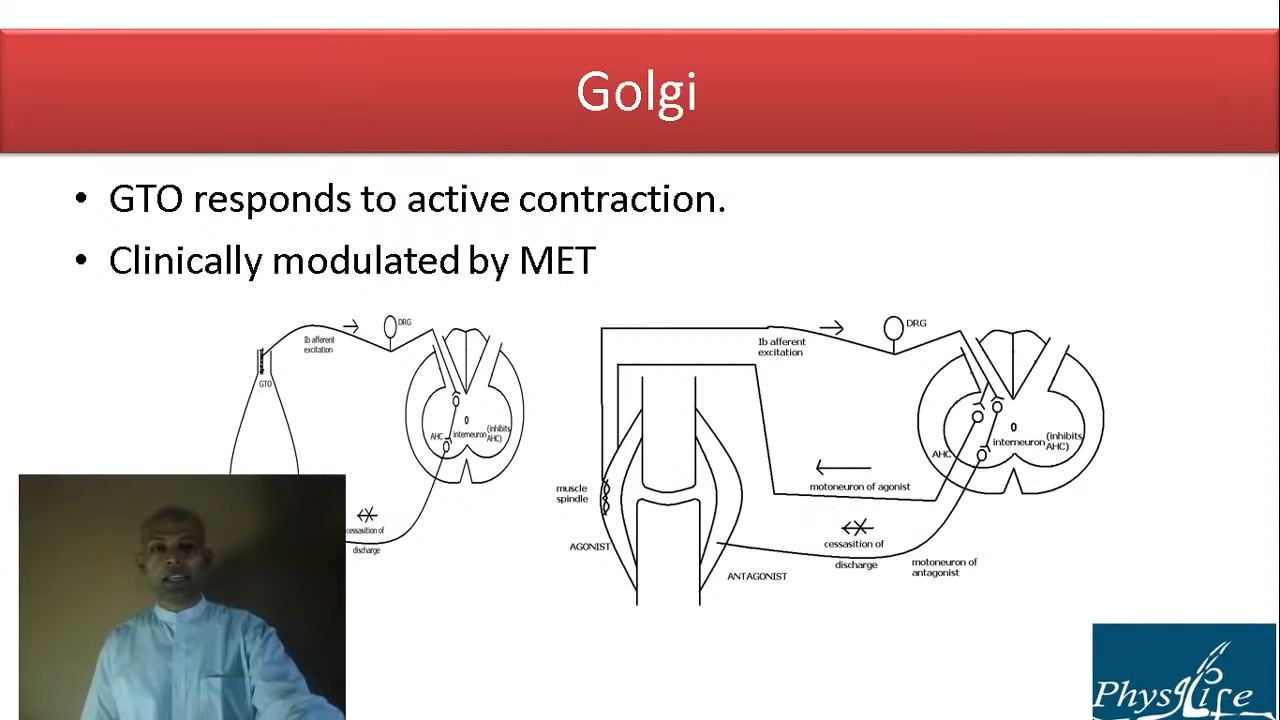 Golgi
• GTO responds to active contraction.
• Clinically modulated by MET
DRG
Ib afferent
excitation
GTO
AHC
interneuron (inhibits
AHC)
cessasition of
discharge
DRG
Ib afferent
excitation
AHC
interneuron (inhibits
AHC)
motoneuron of agonist
muscle
spindle
AGONIST
cessasition of
discharge
motoneuron of
antagonist
ANTAGONIST
PhysLife